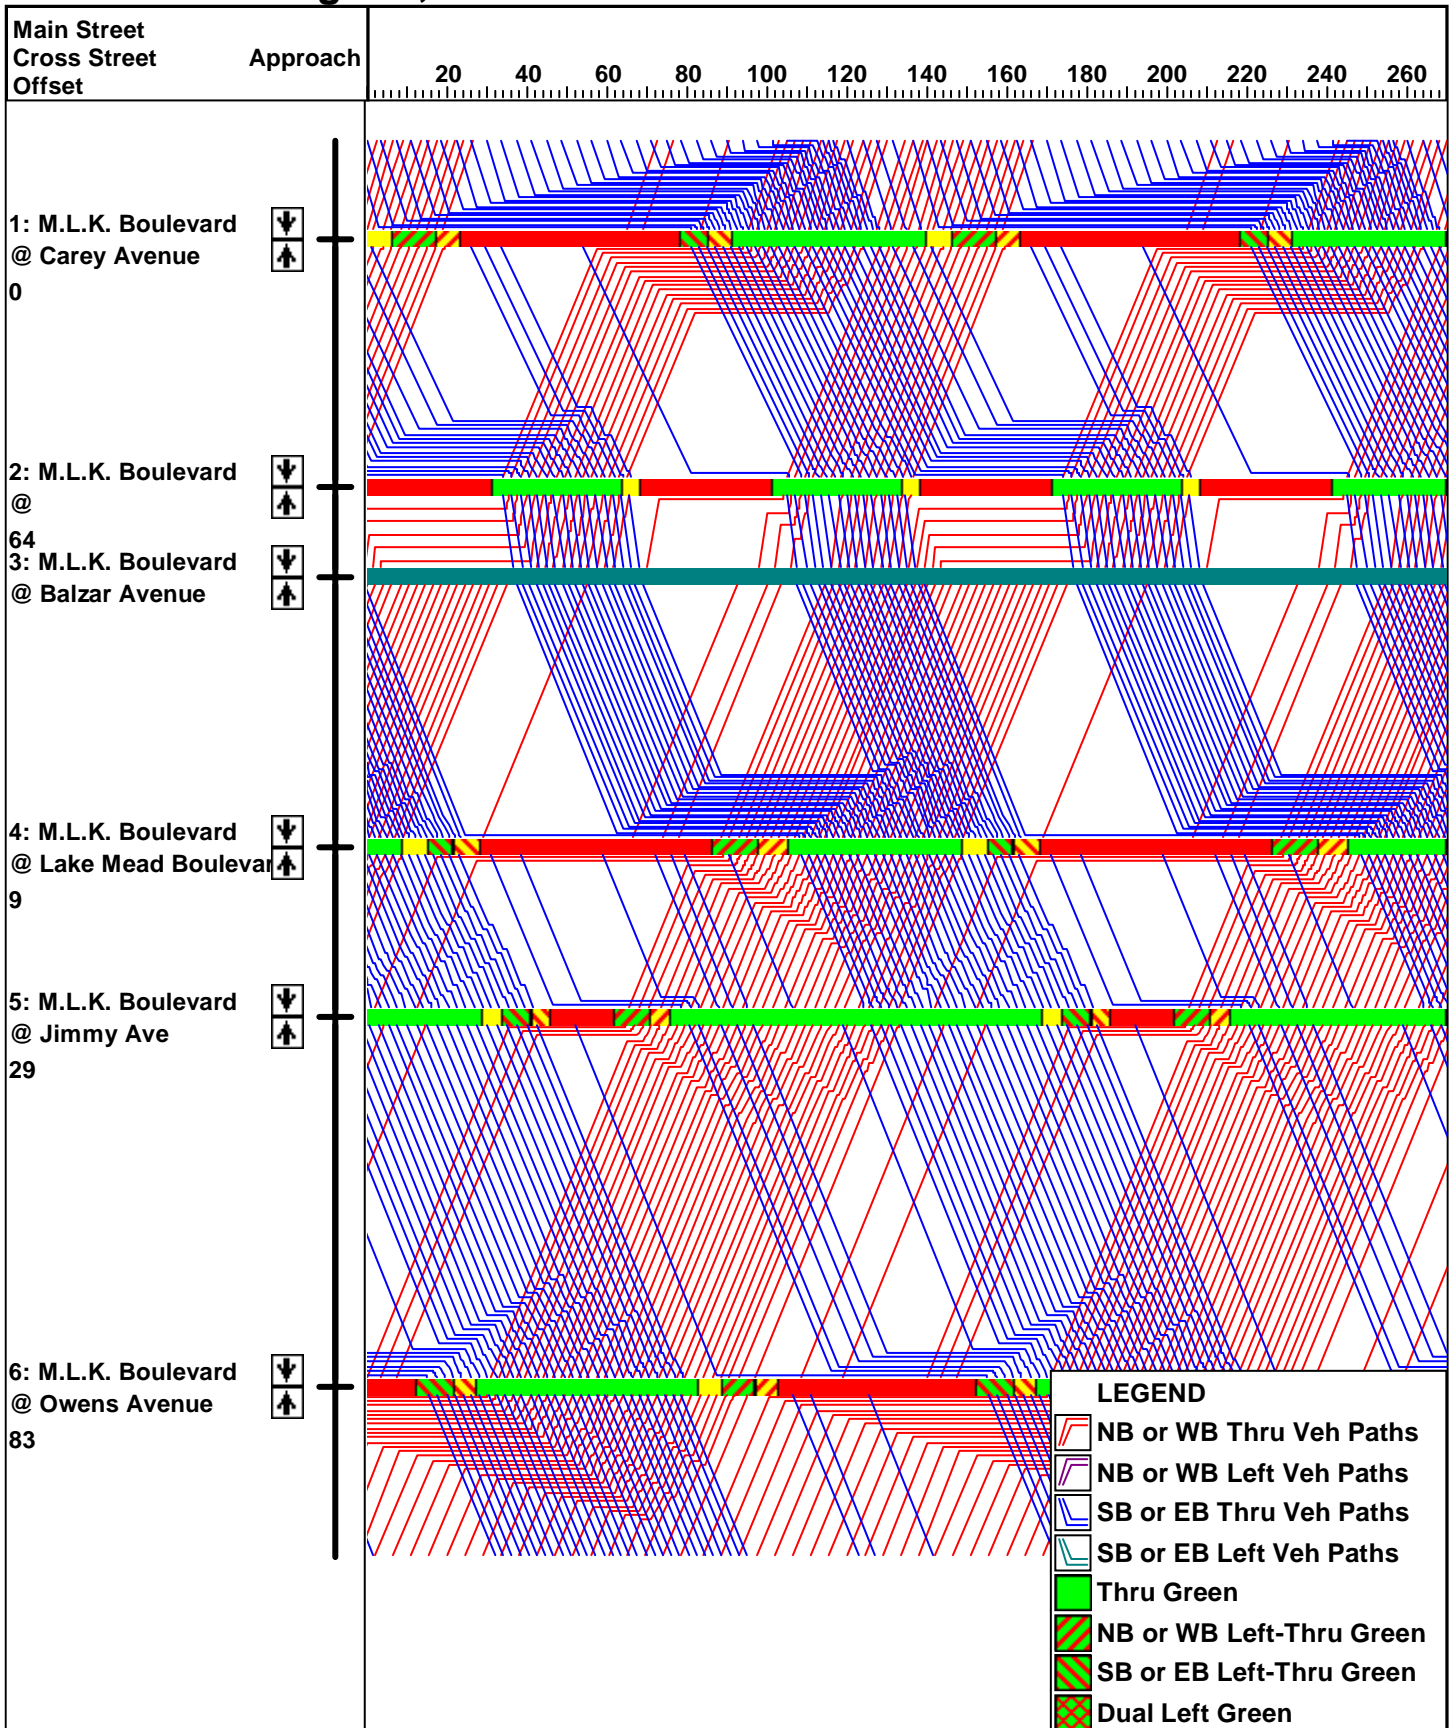 Main Street
Cross Street Approach
Offset
20 40 60 80 100 120 140 160 180 200 220 240 260
1: M.L.K. Boulevard
@ Carey Avenue
0
2: M.L.K. Boulevard
@
64
3: M.L.K. Boulevard
@ Balzar Avenue
4: M.L.K. Boulevard
@ Lake Mead Boulevar
9
5: M.L.K. Boulevard
@ Jimmy Ave
29
6: M.L.K. Boulevard
@ Owens Avenue
83
LEGEND
NB or WB Thru Veh Paths
NB or WB Left Veh Paths
SB or EB Thru Veh Paths
SB or EB Left Veh Paths
Thru Green
NB or WB Left-Thru Green
SB or EB Left-Thru Green
Dual Left Green